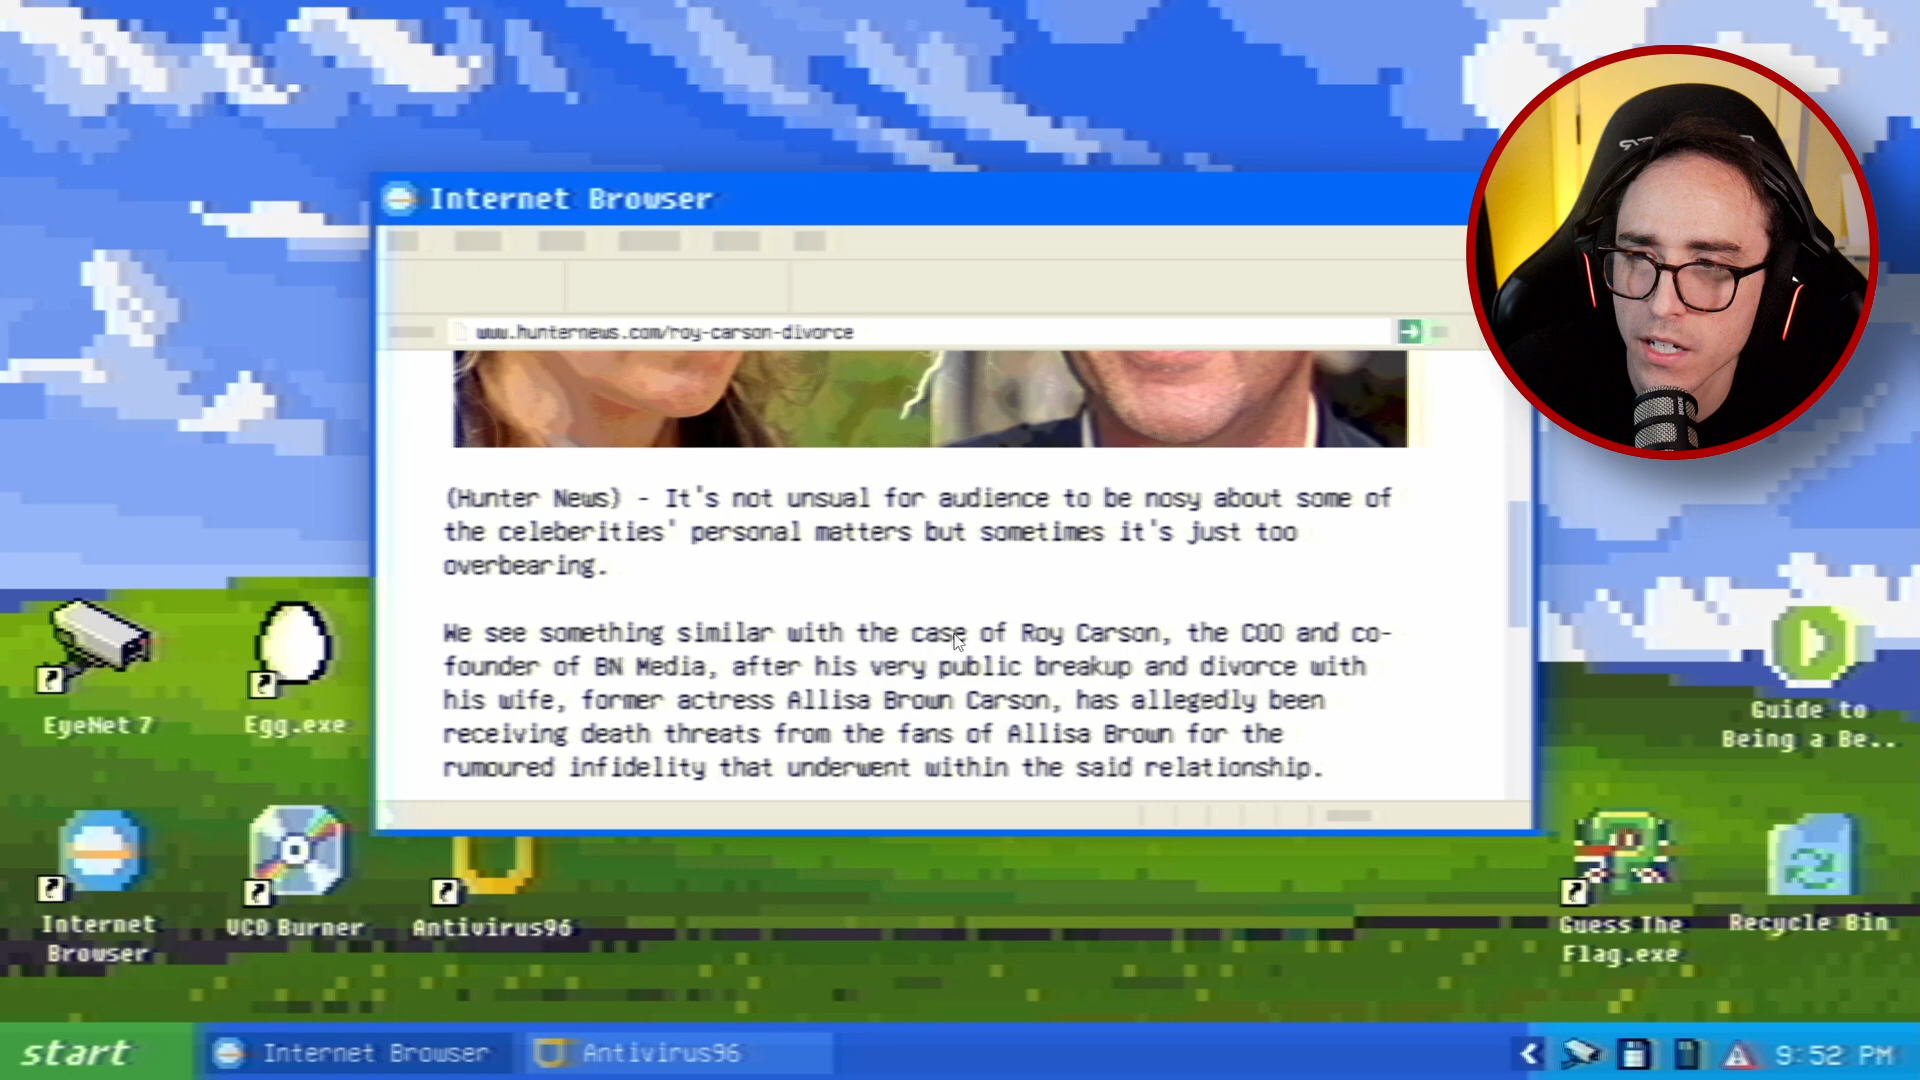 Internet Browser
www.hunternews.com/roy-carson-divorce
(Hunter News) - It's not unsual for audience to be nosy about some of
the celeberities' personal matters but sometimes it's just too
overbearing.
We see something similar with the case of Roy Carson, the COO and co-
founder of BN Media, after his very public breakup and divorce with
his wife, former actress Allisa Brown Carson, has allegedly been
receiving death threats from the fans of Allisa Brown for the
rumoured infidelity that underwent within the said relationship.
EyeNet 7
Egg.exe
Guide to
Being a Be..
Internet
Browser
VCD Burner
Antivirus96
Guess The
Flag.exe
Recycle Bin
start
Internet Browser
Antivirus96
9:52 PM